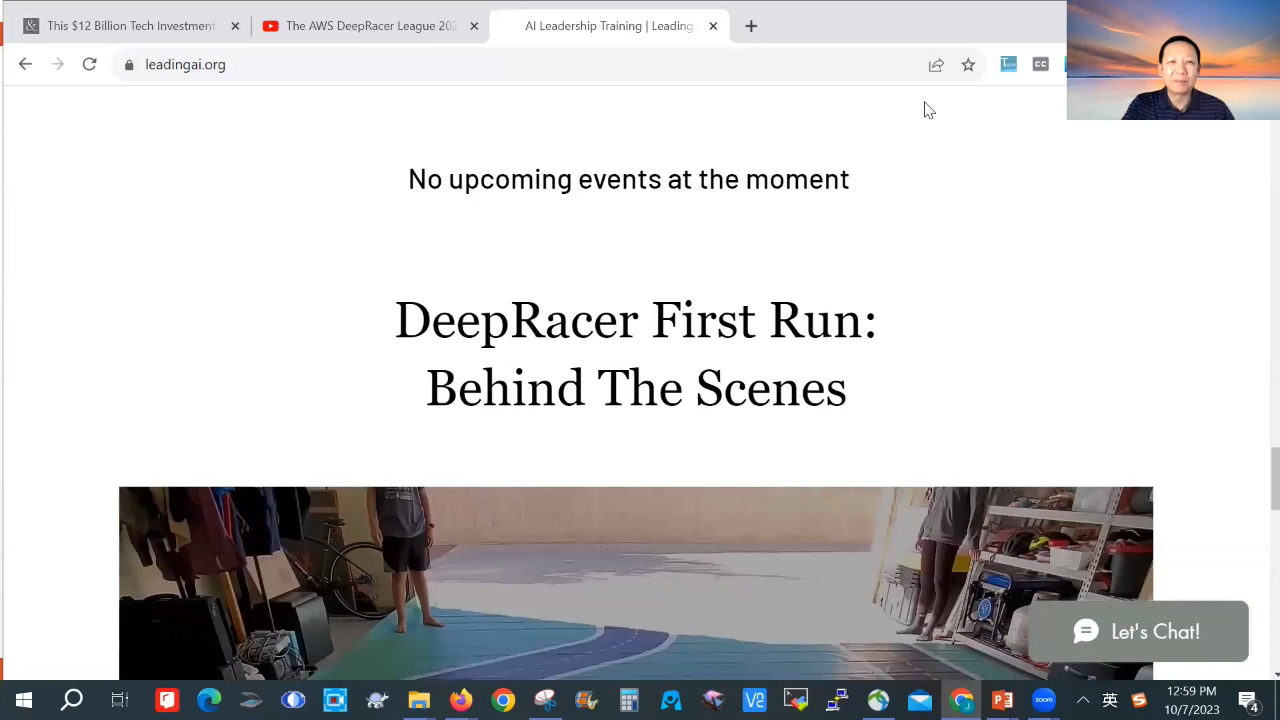 This $12 Billion Tech Investment
The AWS DeepRacer League 202
AI Leadership Training | Leading
leadingai.org
CC
No upcoming events at the moment
DeepRacer First Run:
Behind The Scenes
Let's Chat!
英
12:59 PM
10/7/2023
4
zoom